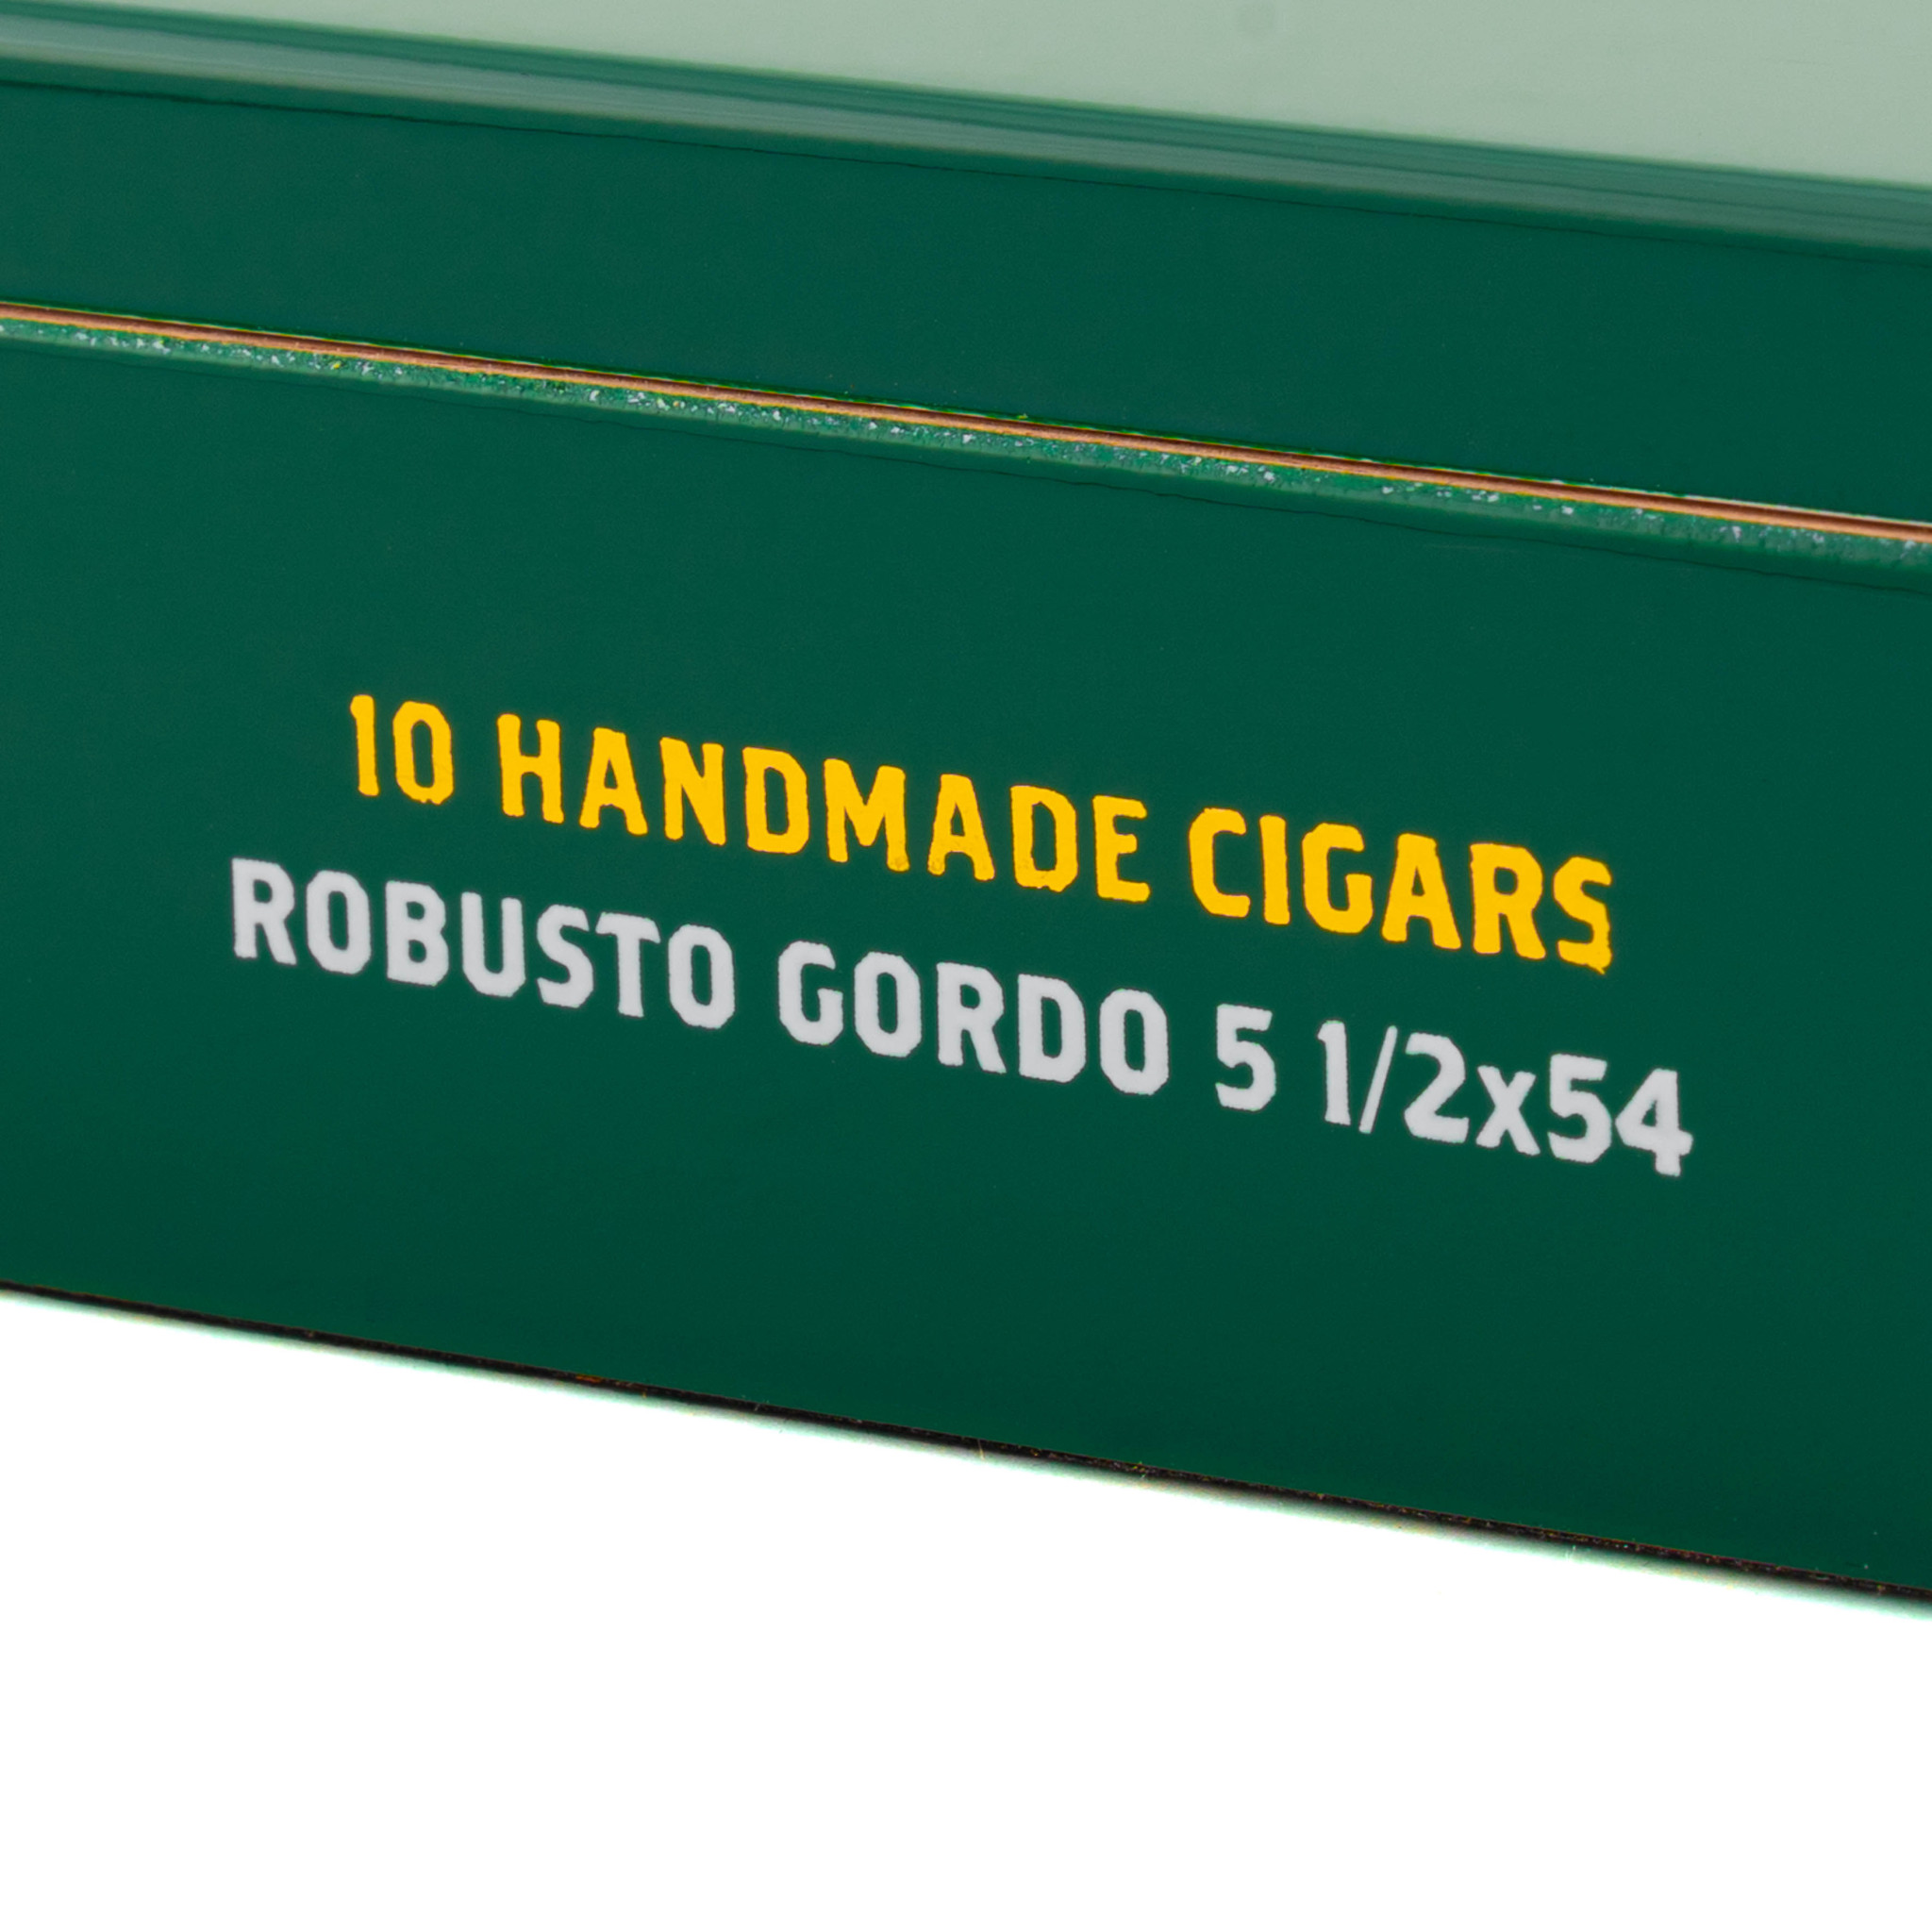 10 HANDMADE CIGARS
ROBUSTO GORDO 5 1/2x54